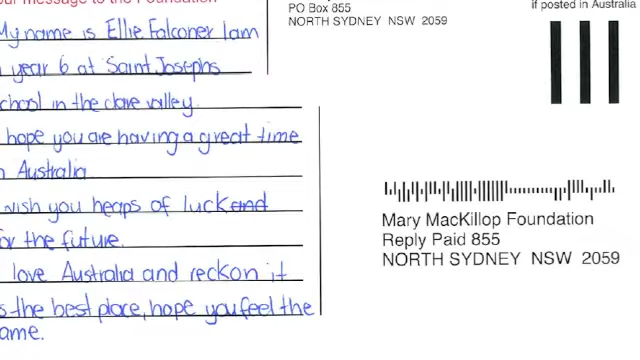 our message to the Foundation
My name is Ellie Falconer I am
year 6 at Saint Josephs
chool in the clare valley.
hope you are having a great time
n Australia
wish you heaps of luck and
or the future.
love Australia and reckon it
s the best place, hope you feel the
ame.
PO Box 855
NORTH SYDNEY NSW 2059
if posted in Australia
Mary MacKillop Foundation
Reply Paid 855
NORTH SYDNEY NSW 2059